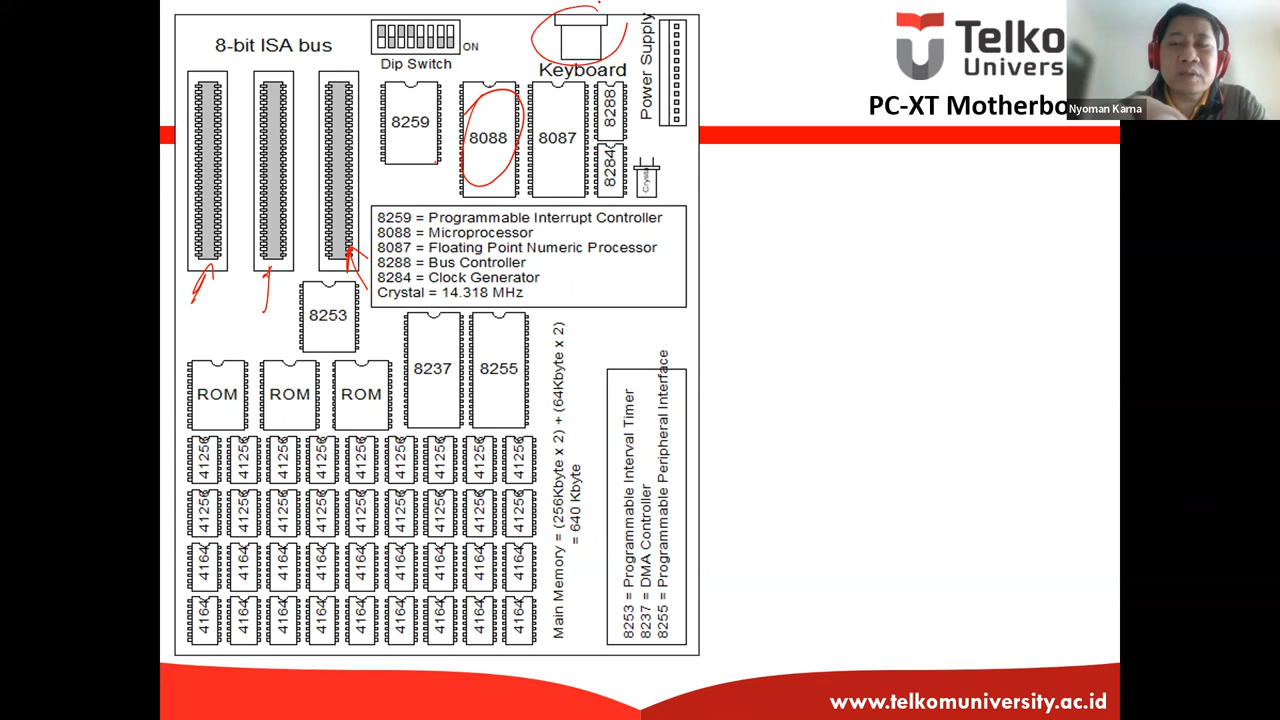 8-bit ISA bus
ON
Dip Switch
Keyboard
Power Supply
Telko
Univers
PC-XT Motherbo
Nyoman Karna
8259
8088
8087
8288
8284
Crystal
8259 = Programmable Interrupt Controller
8088 = Microprocessor
8087 = Floating Point Numeric Processor
8288 = Bus Controller
8284 = Clock Generator
Crystal = 14.318 MHz
8253
8237
8255
ROM ROM ROM
41256 41256 41256 41256 41256 41256 41256 41256 41256
41256 41256 41256 41256 41256 41256 41256 41256 41256
4164 4164 4164 4164 4164 4164 4164 4164 4164
4164 4164 4164 4164 4164 4164 4164 4164 4164
Main Memory = (256Kbyte x 2) + (64Kbyte x 2)
= 640 Kbyte
8253 = Programmable Interval Timer
8237 = DMA Controller
8255 = Programmable Peripheral Interface
www.telkomuniversity.ac.id